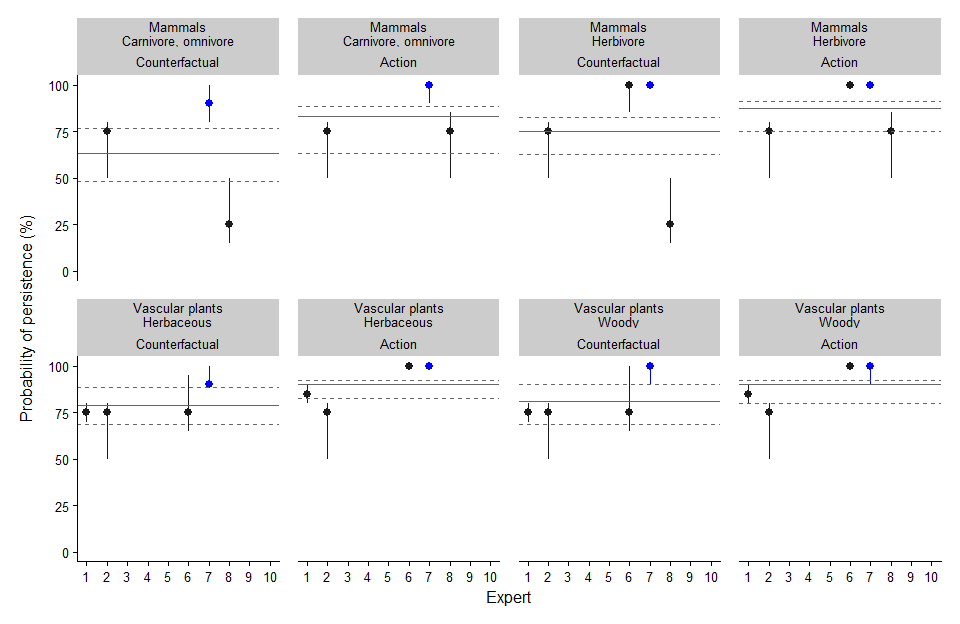 Mammals
Carnivore, omnivore
Counterfactual
Mammals
Carnivore, omnivore
Action
Mammals
Herbivore
Counterfactual
Mammals
Herbivore
Action
100
75
50
25
0
Probability of persistence (%)
Vascular plants
Herbaceous
Counterfactual
Vascular plants
Herbaceous
Action
Vascular plants
Woody
Counterfactual
Vascular plants
Woody
Action
100
75
50
25
0
1 2 3 4 5 6 7 8 9 10
1 2 3 4 5 6 7 8 9 10
1 2 3 4 5 6 7 8 9 10
1 2 3 4 5 6 7 8 9 10
Expert